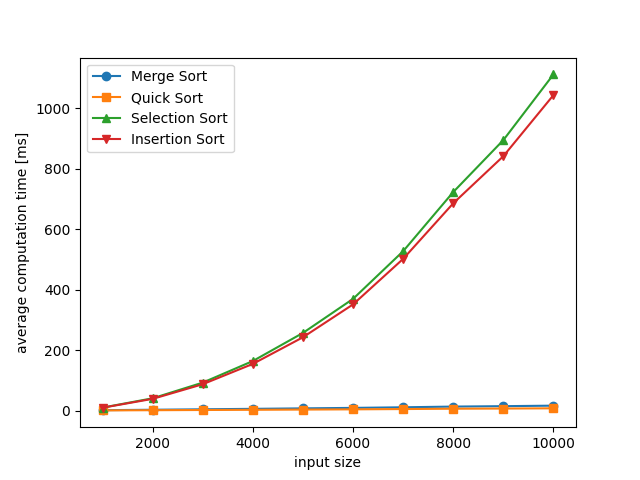 Merge Sort
Quick Sort
Selection Sort
Insertion Sort
average computation time [ms]
1000
800
600
400
200
0
2000 4000 6000 8000 10000
input size